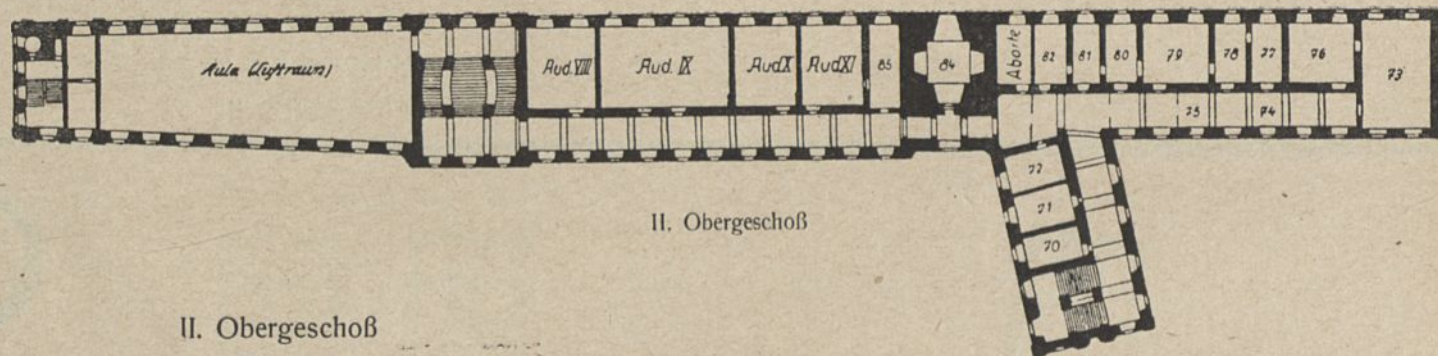 Aula (Luftraum)
Aud. VIII
Aud. IX
Aud X
Aud XI
85
84
Aborte
82
81
80
79
78
77
76
73
75
74
72
71
70
II. Obergeschoß
II. Obergeschoß